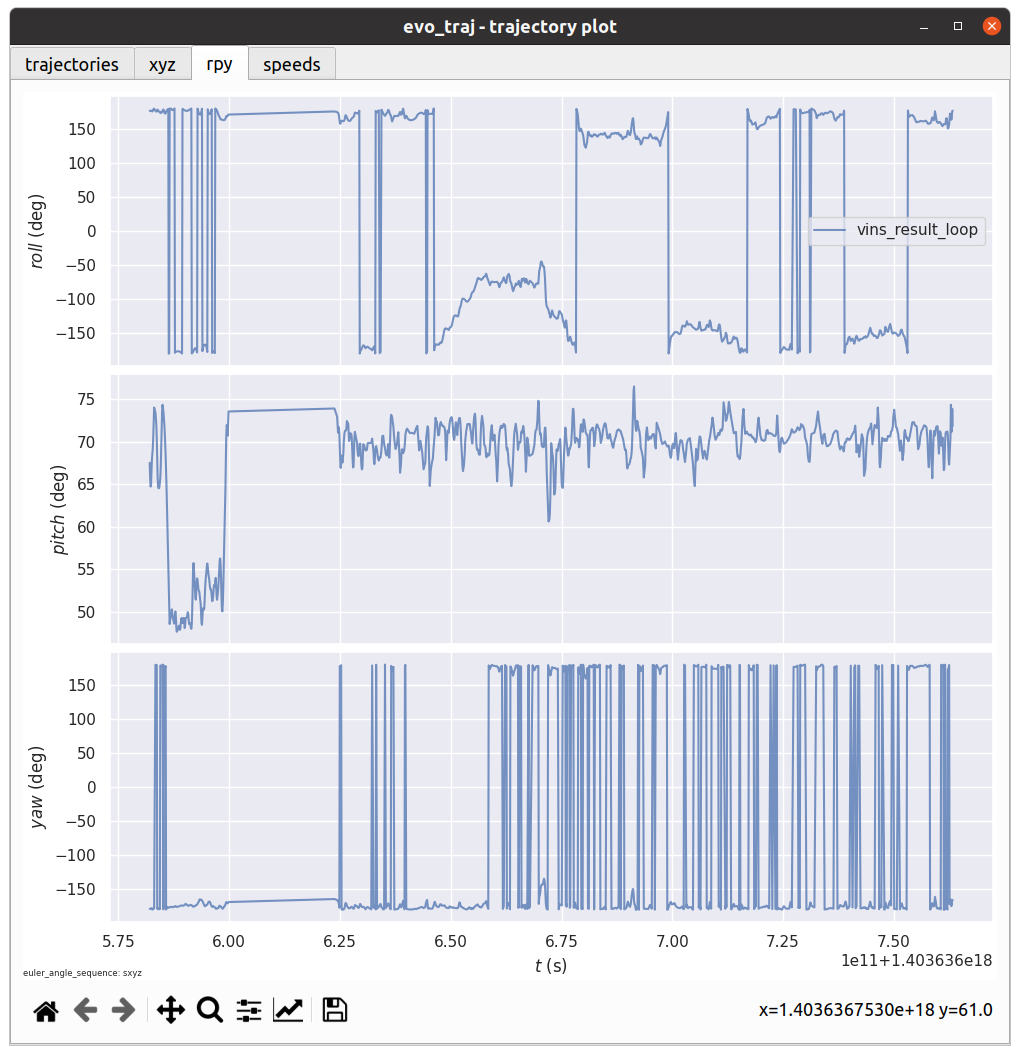 evo_traj - trajectory plot
trajectories xyz rpy speeds
150
100
50
0
−50
−100
−150
roll (deg)
vins_result_loop
75
70
65
60
55
50
pitch (deg)
150
100
50
0
−50
−100
−150
yaw (deg)
5.75 6.00 6.25 6.50 6.75 7.00 7.25 7.50
t (s)
1e11+1.403636e18
euler_angle_sequence: sxyz
x=1.4036367530e+18 y=61.0